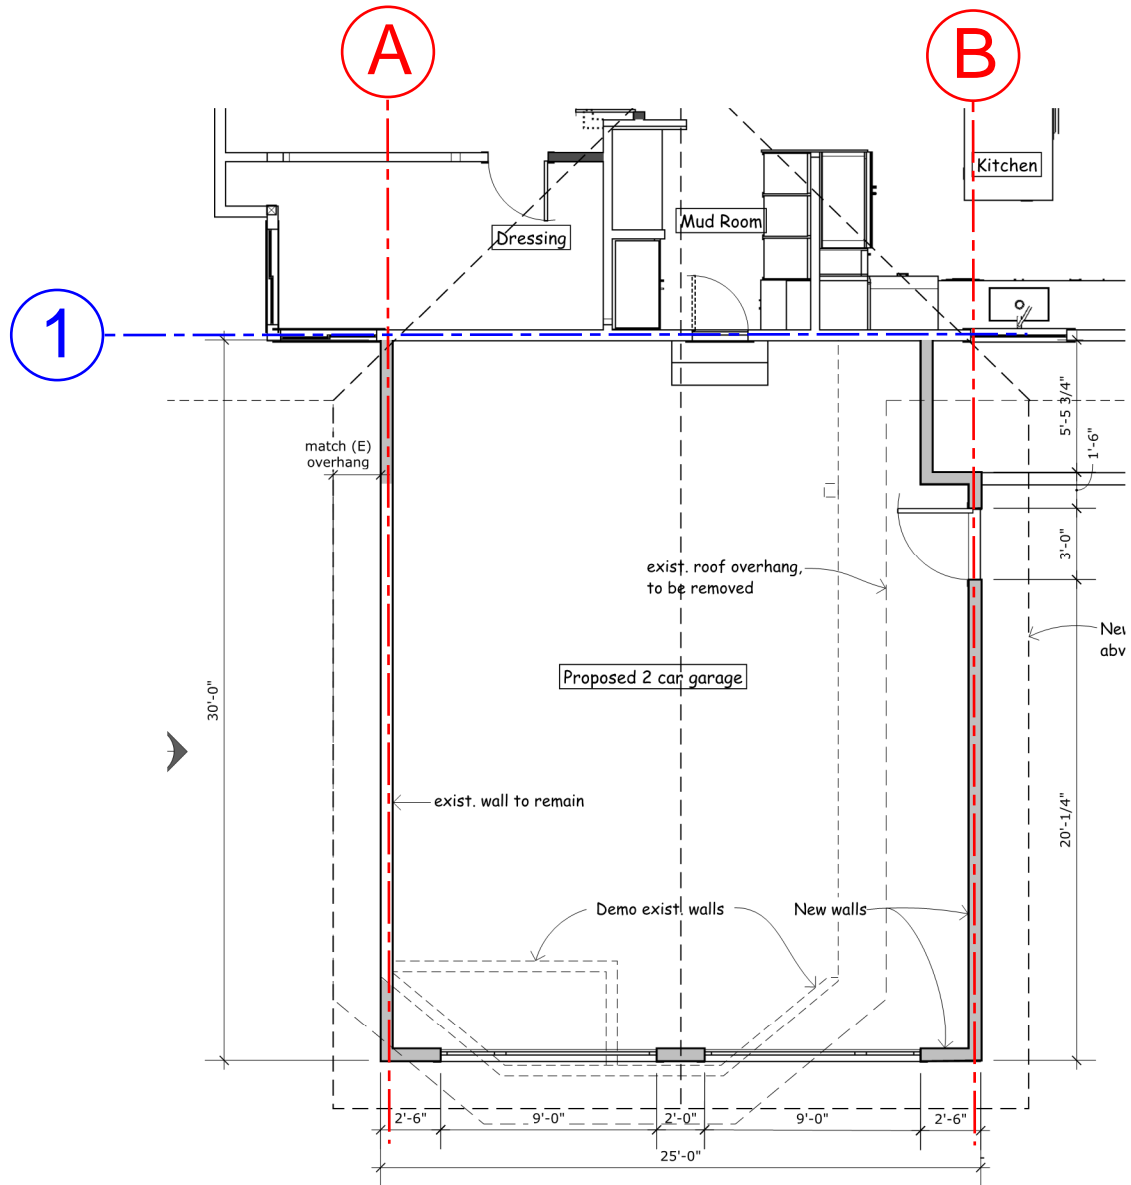 A
B
Kitchen
Mud Room
Dressing
1
match (E)
overhang
5'-5 3/4"
1'-6"
3'-0"
exist. roof overhang,
to be removed
abv
Proposed 2 car garage
30'-0"
exist. wall to remain
20'-1/4"
Demo exist. walls
New walls
2'-6"
9'-0"
2'-0"
9'-0"
2'-6"
25'-0"